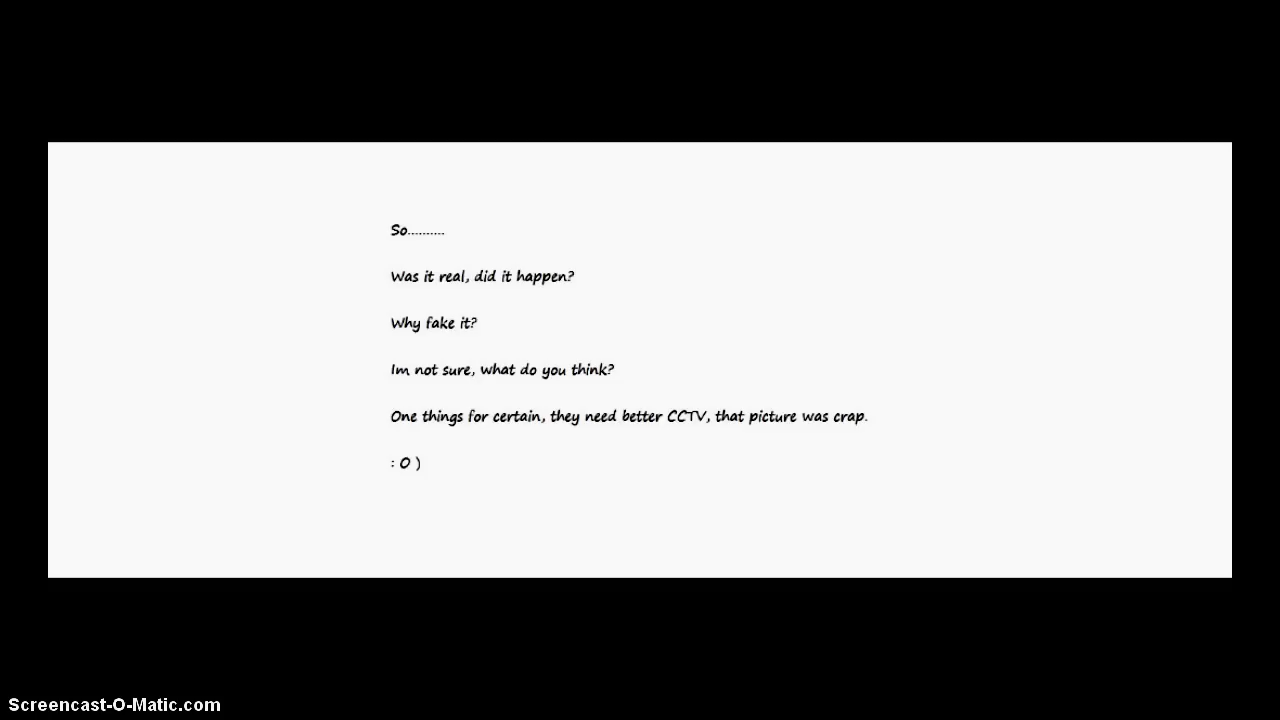 So..........
Was it real, did it happen?
Why fake it?
Im not sure, what do you think?
One things for certain, they need better CCTV, that picture was crap.
: O )
Screencast-O-Matic.com